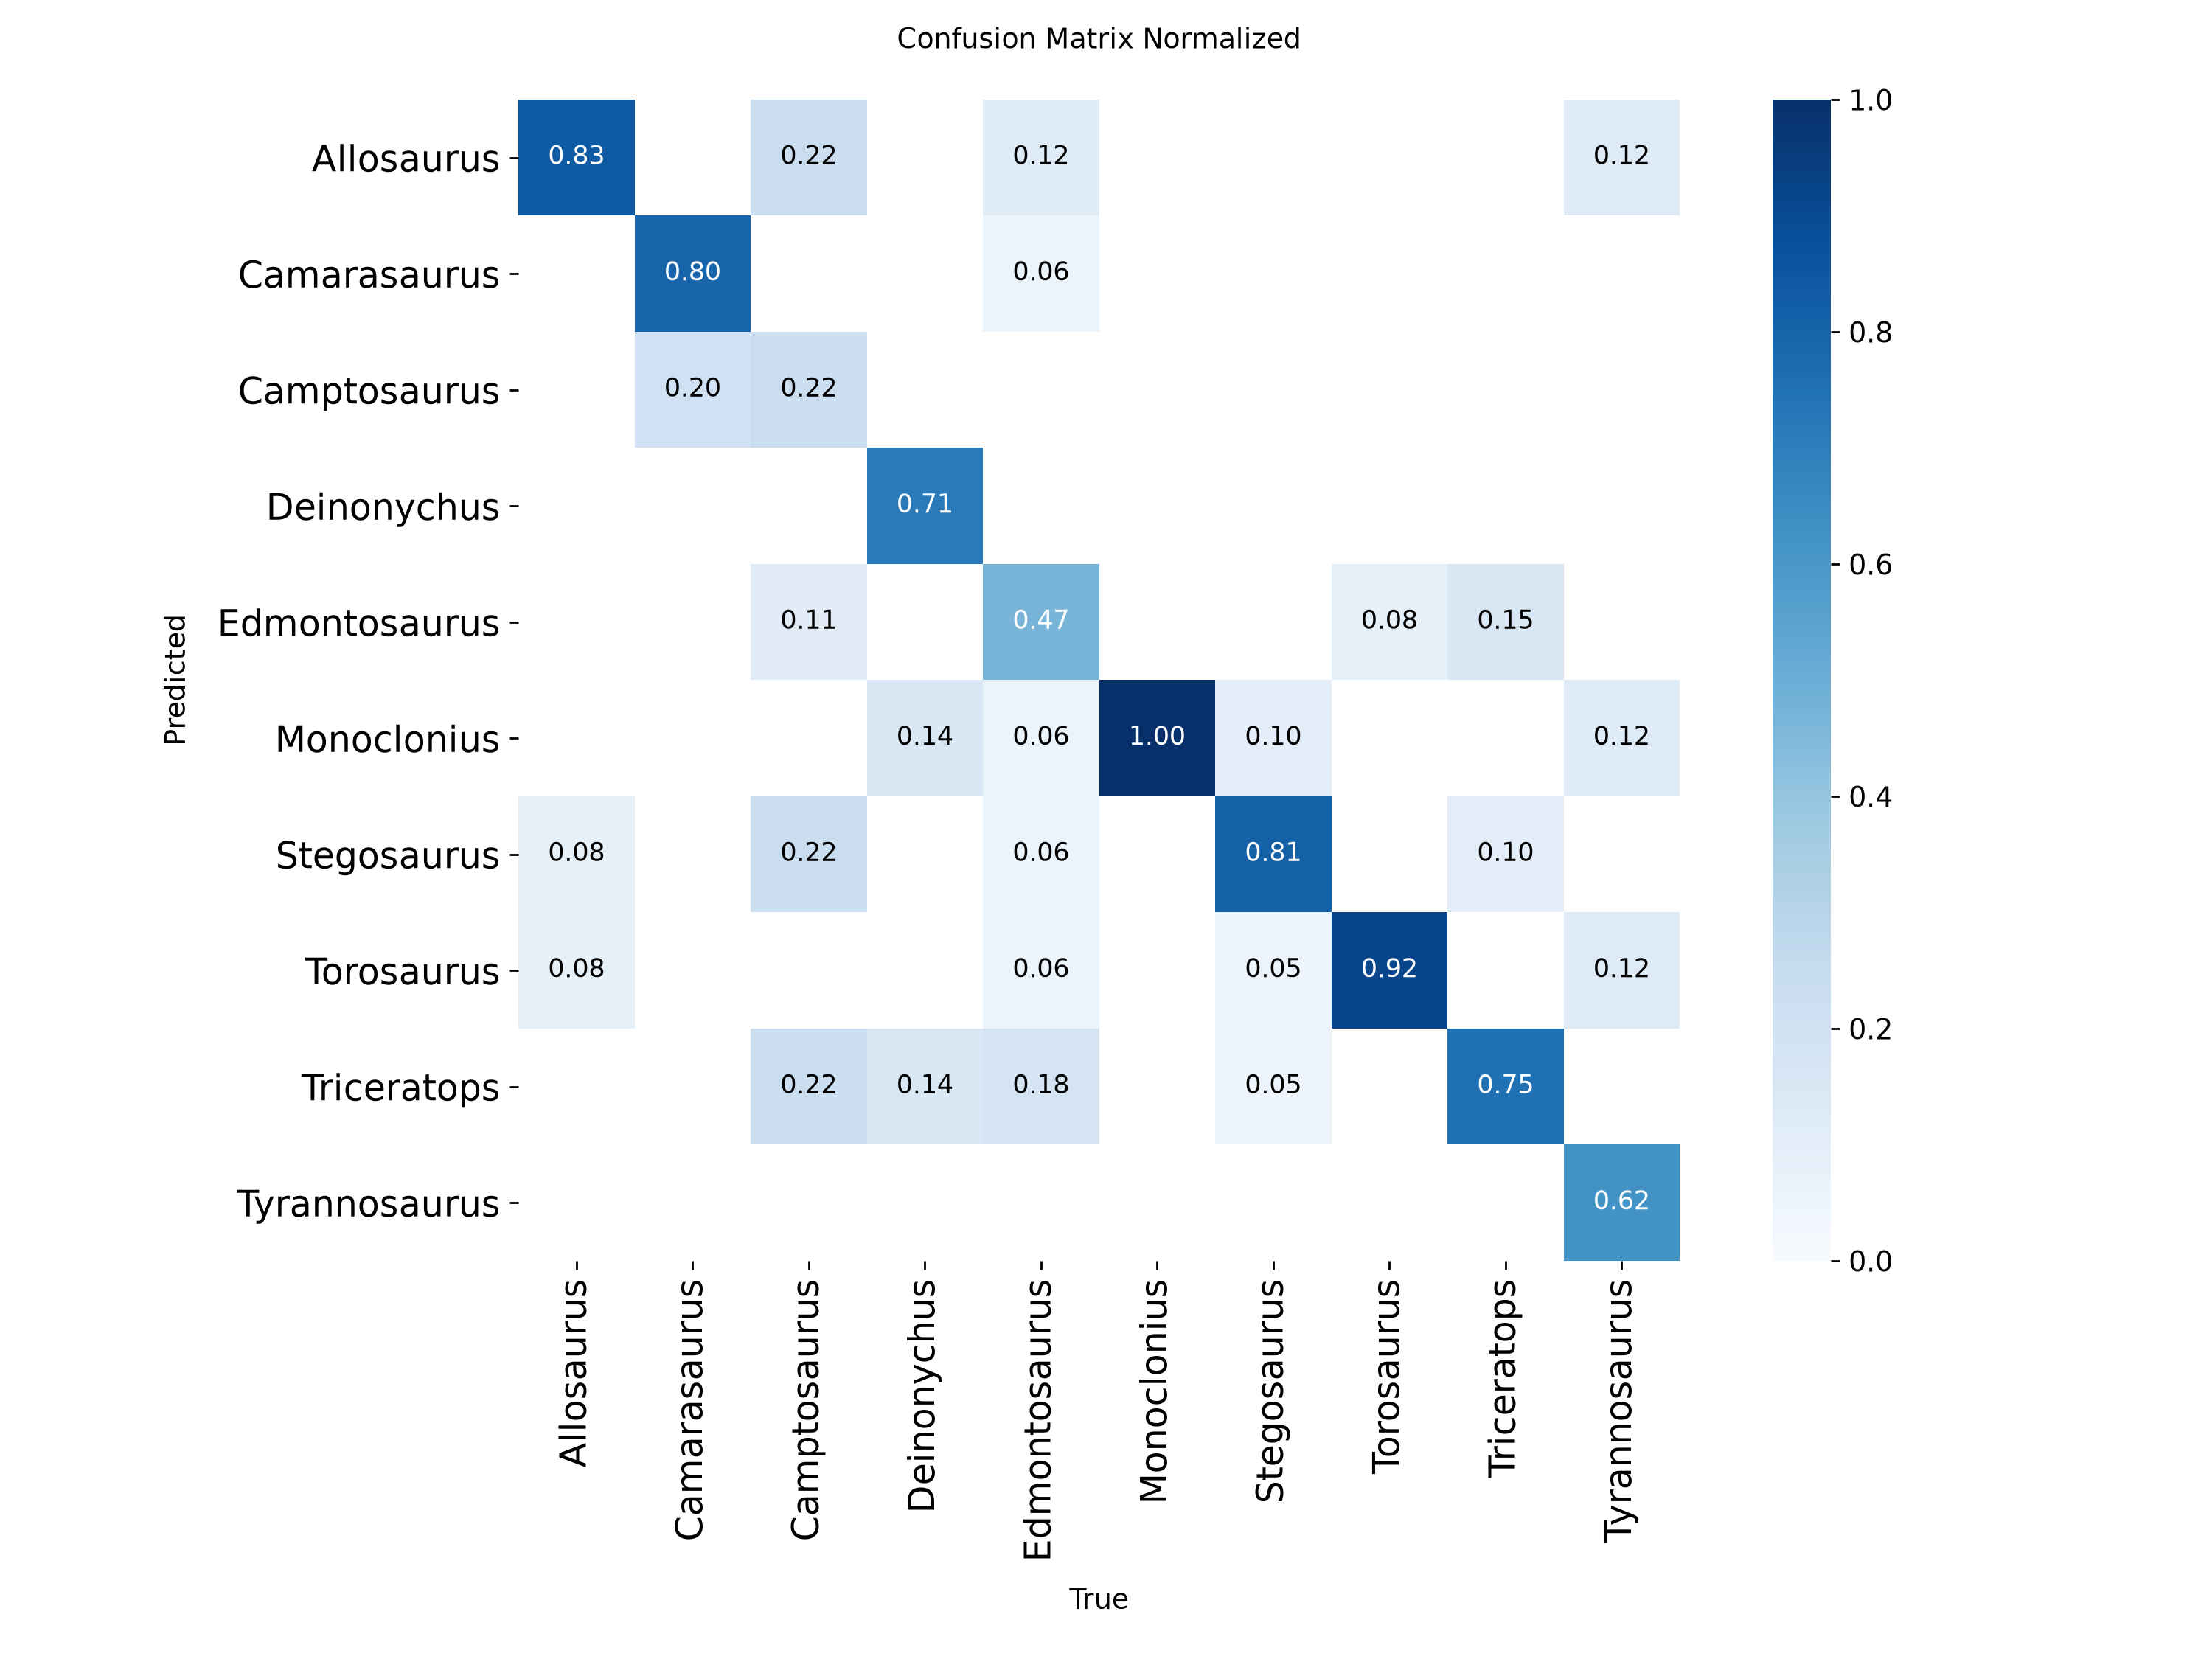 Confusion Matrix Normalized
Allosaurus 0.83 0.22 0.12 0.12
Camarasaurus 0.80 0.06
Camptosaurus 0.20 0.22
Deinonychus 0.71
Edmontosaurus 0.11 0.47 0.08 0.15
Monoclonius 0.14 0.06 1.00 0.10 0.12
Stegosaurus 0.08 0.22 0.06 0.81 0.10
Torosaurus 0.08 0.06 0.05 0.92 0.12
Triceratops 0.22 0.14 0.18 0.05 0.75
Tyrannosaurus 0.62
Predicted
Allosaurus
Camarasaurus
Camptosaurus
Deinonychus
Edmontosaurus
Monoclonius
Stegosaurus
Torosaurus
Triceratops
Tyrannosaurus
True
1.0
0.8
0.6
0.4
0.2
0.0